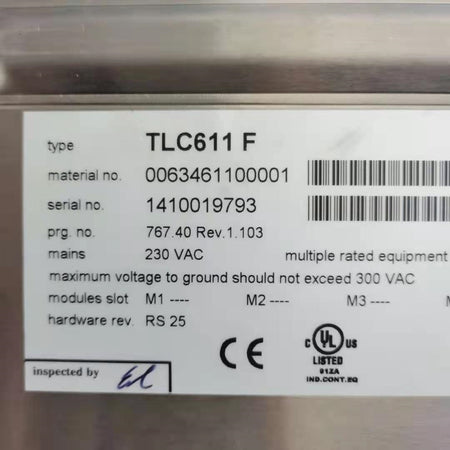 type TLC611 F
material no. 0063461100001
serial no. 1410019793
prg. no. 767.40 Rev.1.103
mains 230 VAC multiple rated equipment
maximum voltage to ground should not exceed 300 VAC
modules slot M1 ---- M2 ---- M3 ---- M
hardware rev. RS 25
CE
C UL US
LISTED
91ZA
IND.CONT.EQ
inspected by